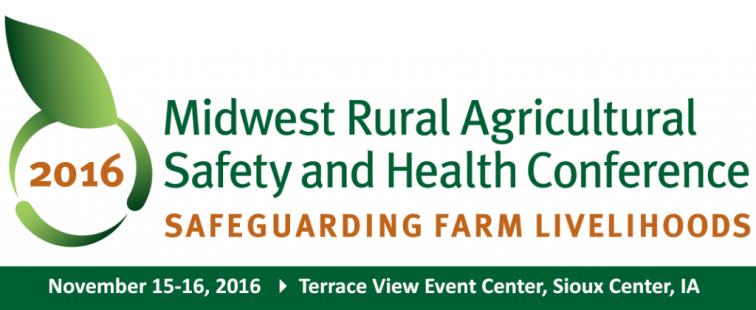 2016
Midwest Rural Agricultural
Safety and Health Conference
SAFEGUARDING FARM LIVELIHOODS
November 15-16, 2016 Terrace View Event Center, Sioux Center, IA